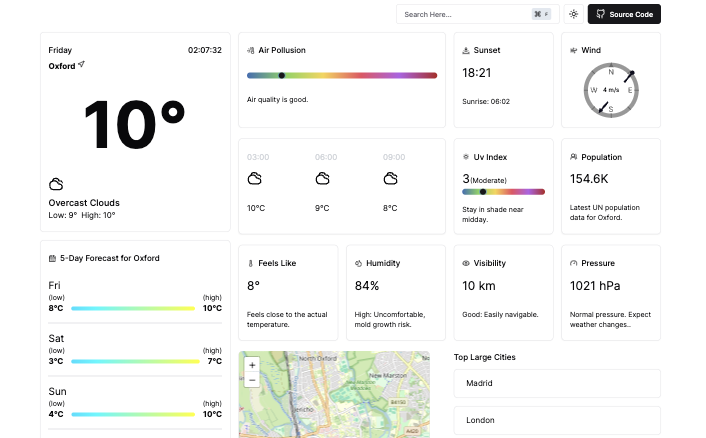 Search Here...
⌘ F
Source Code
Friday
02:07:32
Oxford
10°
Overcast Clouds
Low: 9° High: 10°
Air Pollusion
Air quality is good.
Sunset
18:21
Sunrise: 06:02
Wind
N
W 4 m/s E
S
03:00 06:00 09:00
10°C 9°C 8°C
Uv Index
3(Moderate)
Stay in shade near
midday.
Population
154.6K
Latest UN population
data for Oxford.
5-Day Forecast for Oxford
Fri
(low) (high)
8°C 10°C
Sat
(low) (high)
3°C 7°C
Sun
(low) (high)
4°C 10°C
Feels Like
8°
Feels close to the actual
temperature.
Humidity
84%
High: Uncomfortable,
mold growth risk.
Visibility
10 km
Good: Easily navigable.
Pressure
1021 hPa
Normal pressure. Expect
weather changes..
+
−
North Oxford
New Marston
New Marston
Meadows
Jericho
B4150
A420
Top Large Cities
Madrid
London